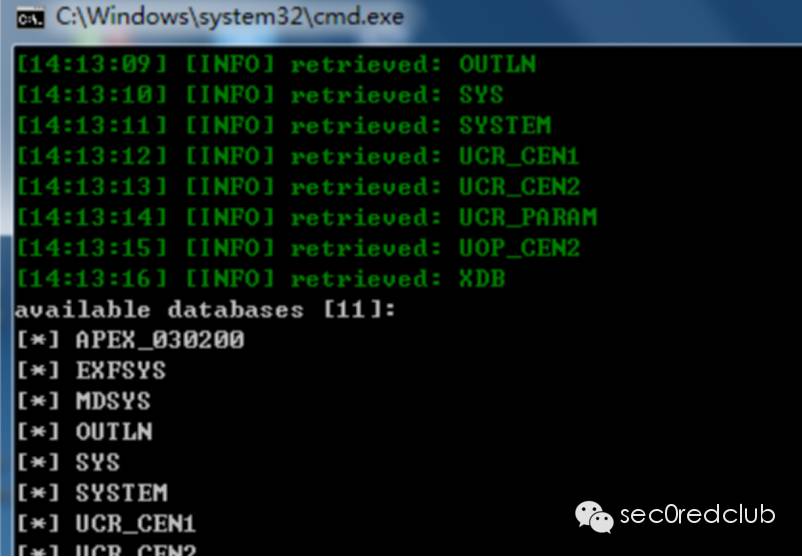 C:\Windows\system32\cmd.exe
[14:13:09] [INFO] retrieved: OUTLN
[14:13:10] [INFO] retrieved: SYS
[14:13:11] [INFO] retrieved: SYSTEM
[14:13:12] [INFO] retrieved: UCR_CEN1
[14:13:13] [INFO] retrieved: UCR_CEN2
[14:13:14] [INFO] retrieved: UCR_PARAM
[14:13:15] [INFO] retrieved: UOP_CEN2
[14:13:16] [INFO] retrieved: XDB
available databases [11]:
[*] APEX_030200
[*] EXFSYS
[*] MDSYS
[*] OUTLN
[*] SYS
[*] SYSTEM
[*] UCR_CEN1
[*] UCR_CEN2
sec0redclub